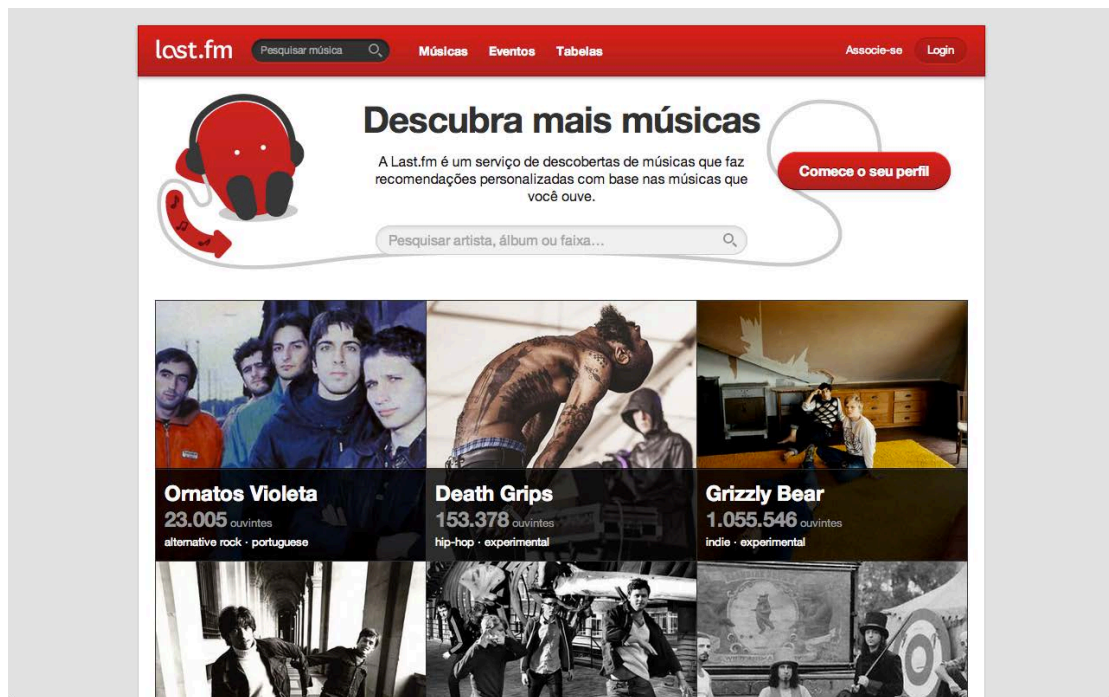 last.fm
Pesquisar música
Músicas Eventos Tabelas
Associe-se
Login
Descubra mais músicas
A Last.fm é um serviço de descobertas de músicas que faz
recomendações personalizadas com base nas músicas que
você ouve.
Comece o seu perfil
Pesquisar artista, álbum ou faixa...
Ornatos Violeta
23.005 ouvintes
alternative rock · portuguese
Death Grips
153.378 ouvintes
hip-hop · experimental
Grizzly Bear
1.055.546 ouvintes
indie · experimental